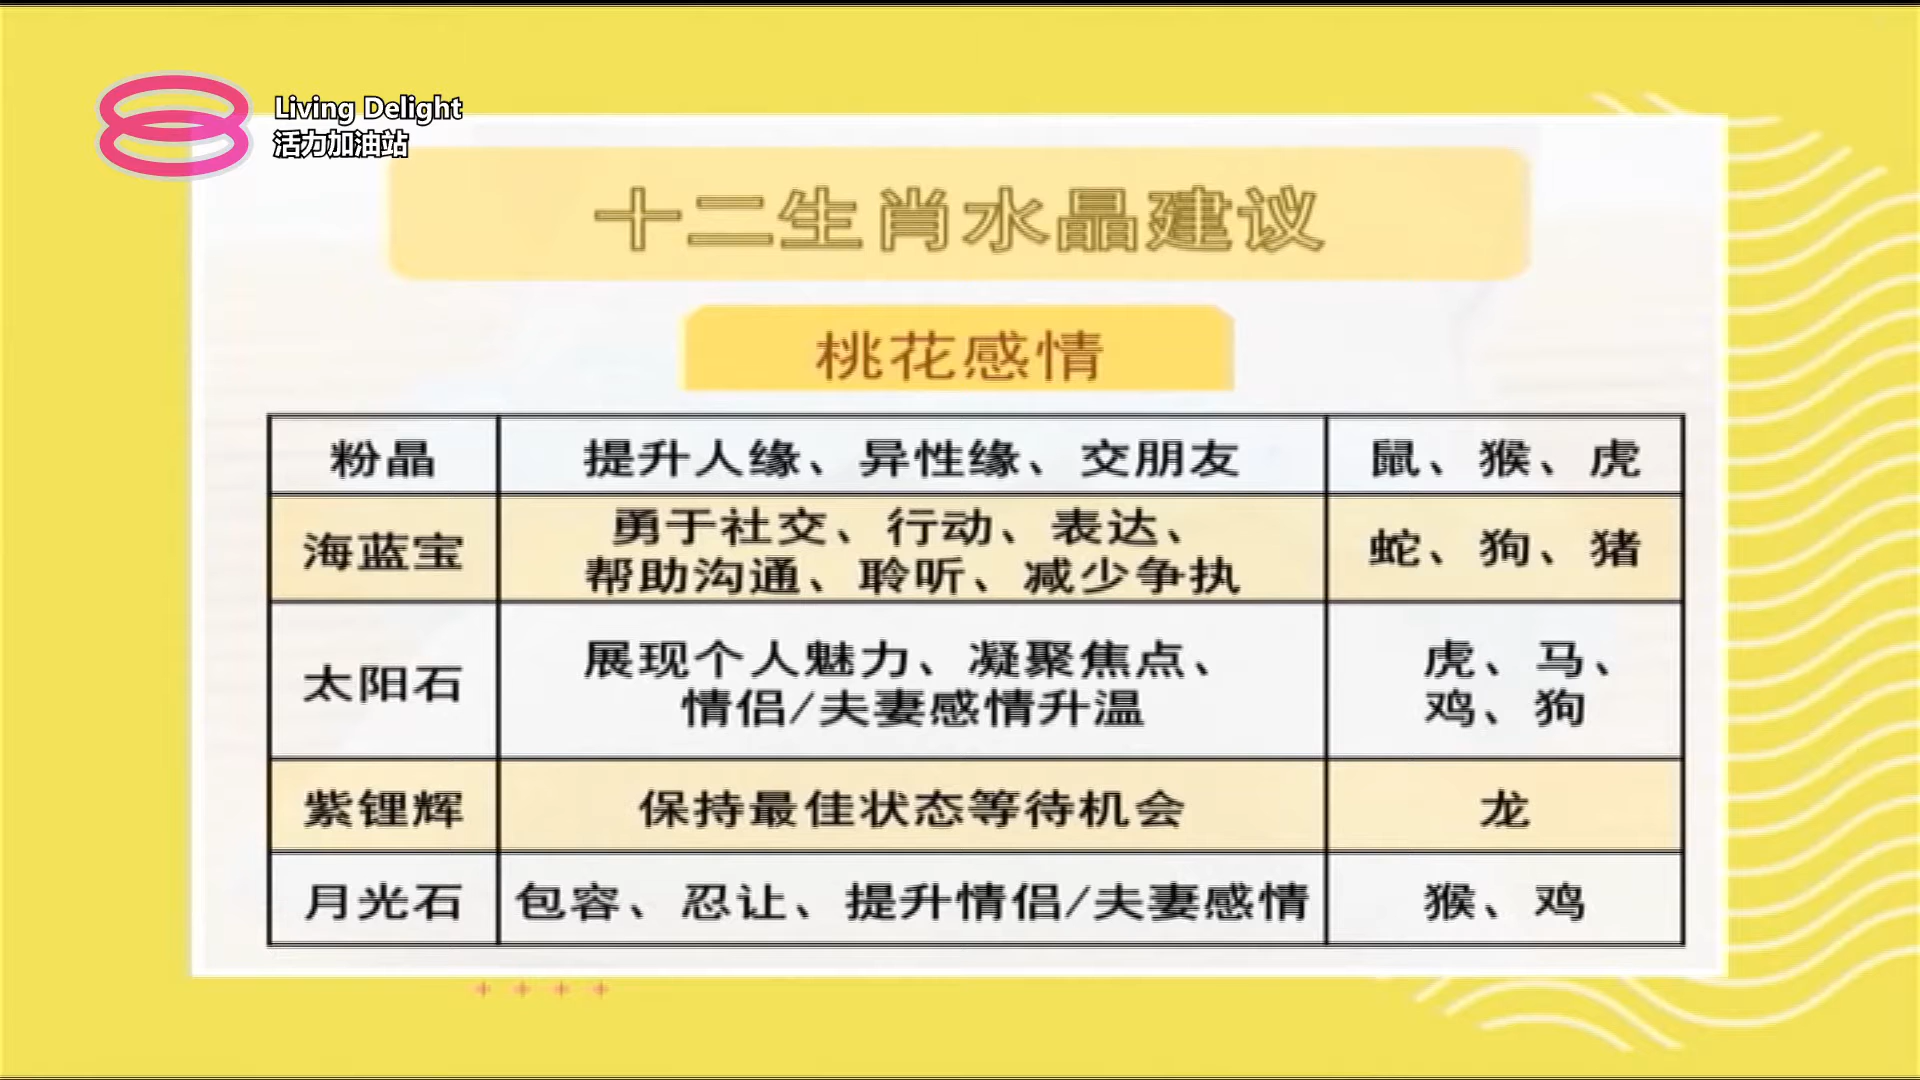 Living Delight
活力加油站
十二生肖水晶建议
桃花感情
粉晶
提升人缘、异性缘、交朋友
鼠、猴、虎
海蓝宝
勇于社交、行动、表达、
帮助沟通、聆听、减少争执
蛇、狗、猪
太阳石
展现个人魅力、凝聚焦点、
情侣/夫妻感情升温
虎、马、
鸡、狗
紫锂辉
保持最佳状态等待机会
龙
月光石
包容、忍让、提升情侣/夫妻感情
猴、鸡